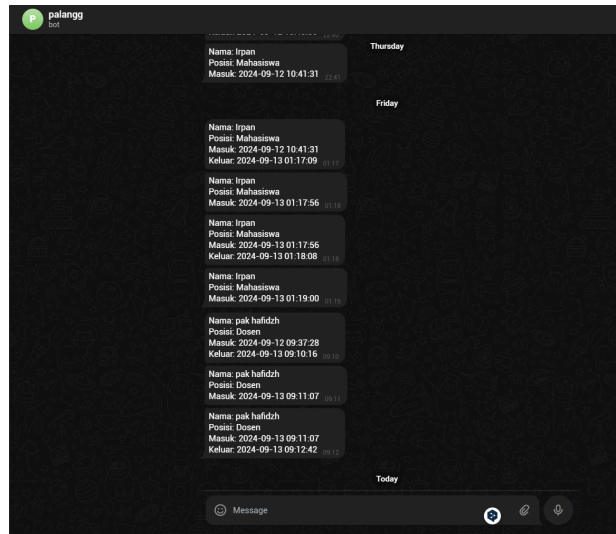 P
palangg
bot
Thursday
Nama: Irpan
Posisi: Mahasiswa
Masuk: 2024-09-12 10:41:31
22:41
Friday
Nama: Irpan
Posisi: Mahasiswa
Masuk: 2024-09-12 10:41:31
Keluar: 2024-09-13 01:17:09
01:17
Nama: Irpan
Posisi: Mahasiswa
Masuk: 2024-09-13 01:17:56
01:18
Nama: Irpan
Posisi: Mahasiswa
Masuk: 2024-09-13 01:17:56
Keluar: 2024-09-13 01:18:08
01:18
Nama: Irpan
Posisi: Mahasiswa
Masuk: 2024-09-13 01:19:00
01:19
Nama: pak hafidzh
Posisi: Dosen
Masuk: 2024-09-12 09:37:28
Keluar: 2024-09-13 09:10:16
09:10
Nama: pak hafidzh
Posisi: Dosen
Masuk: 2024-09-13 09:11:07
09:11
Nama: pak hafidzh
Posisi: Dosen
Masuk: 2024-09-13 09:11:07
Keluar: 2024-09-13 09:12:42
09:12
Today
Message